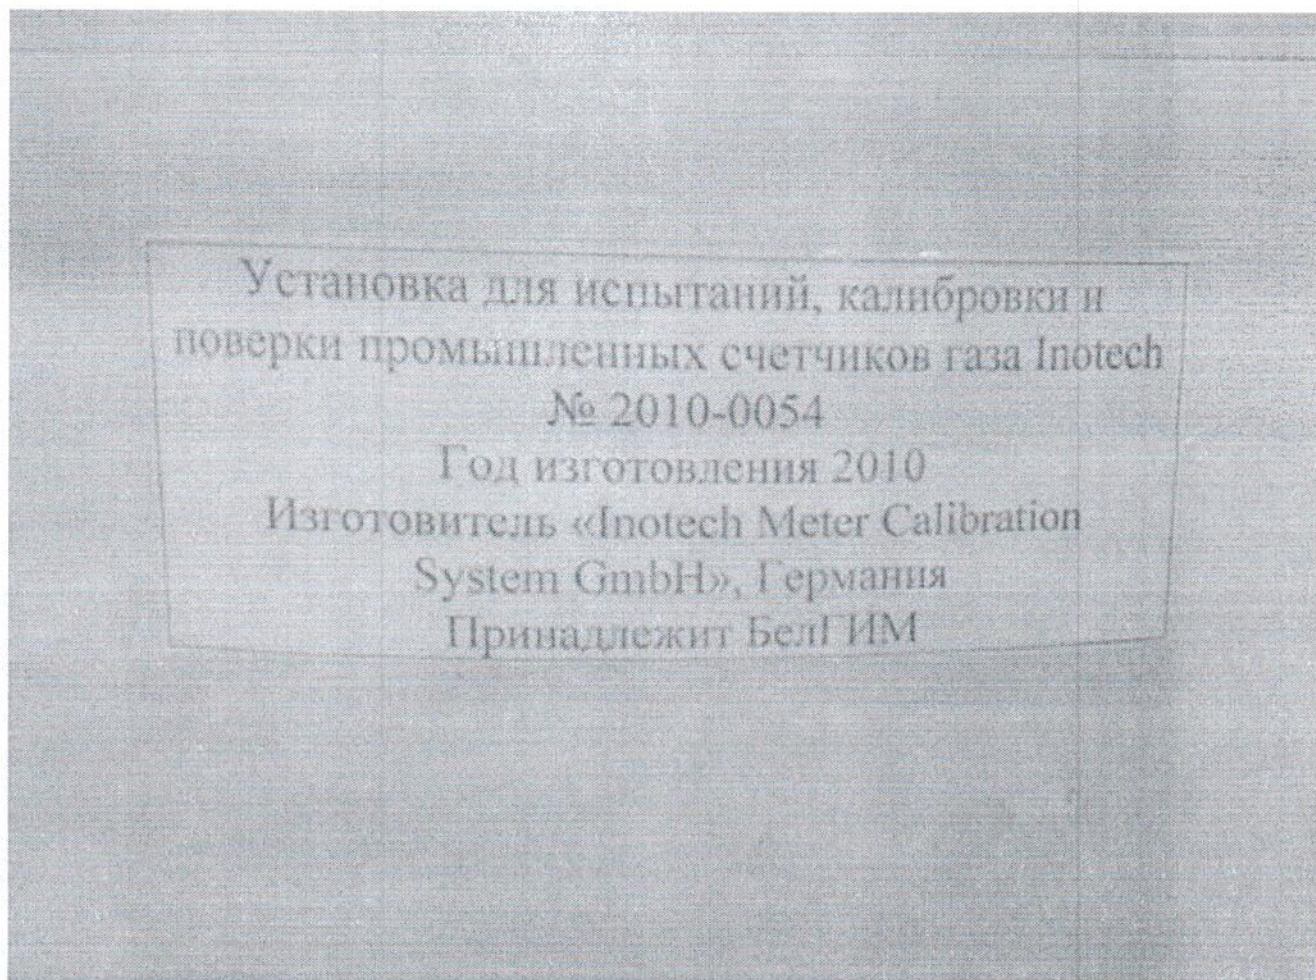 Установка для испытаний, калибровки и
поверки промышленных счетчиков газа Inotech
№ 2010-0054
Год изготовления 2010
Изготовитель «Inotech Meter Calibration
System GmbH», Германия
Принадлежит БелГИМ